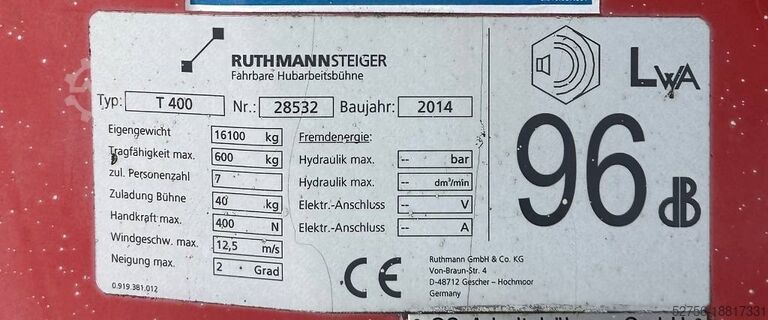 RUTHMANNSTEIGER
Fahrbare Hubarbeitsbühne
Typ: T 400 Nr.: 28532 Baujahr: 2014
Eigengewicht 16100 kg
Tragfähigkeit max. 600 kg
zul. Personenzahl 7
Zuladung Bühne 40 kg
Handkraft max. 400 N
Windgeschw. max. 12,5 m/s
Neigung max. 2 Grad
0.919.381.012
Fremdenergie:
Hydraulik max. -- bar
Hydraulik max. -- dm³/min
Elektr.-Anschluss -- V
Elektr.-Anschluss -- A
CE
Ruthmann GmbH & Co. KG
Von-Braun-Str. 4
D-48712 Gescher - Hochmoor
Germany
LWA
96 dB
52756-18817331